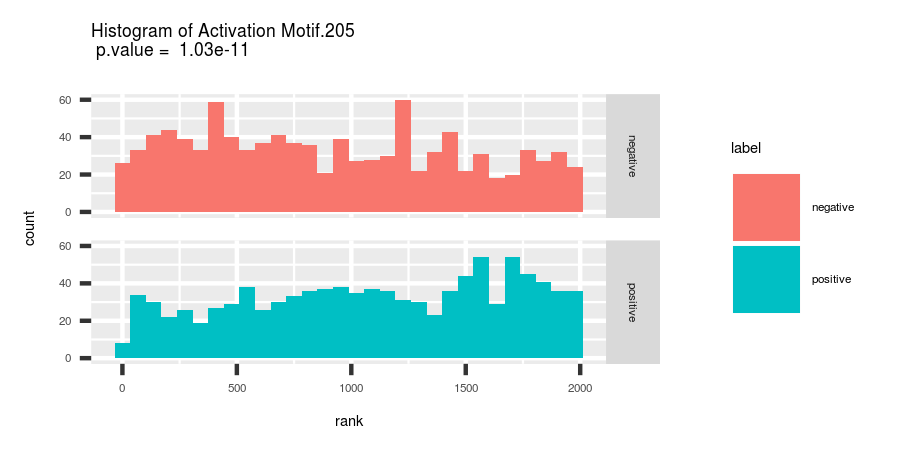 Histogram of Activation Motif.205
p.value = 1.03e-11
count
60
40
20
0
negative
60
40
20
0
positive
0
500
1000
1500
2000
rank
label
negative
positive